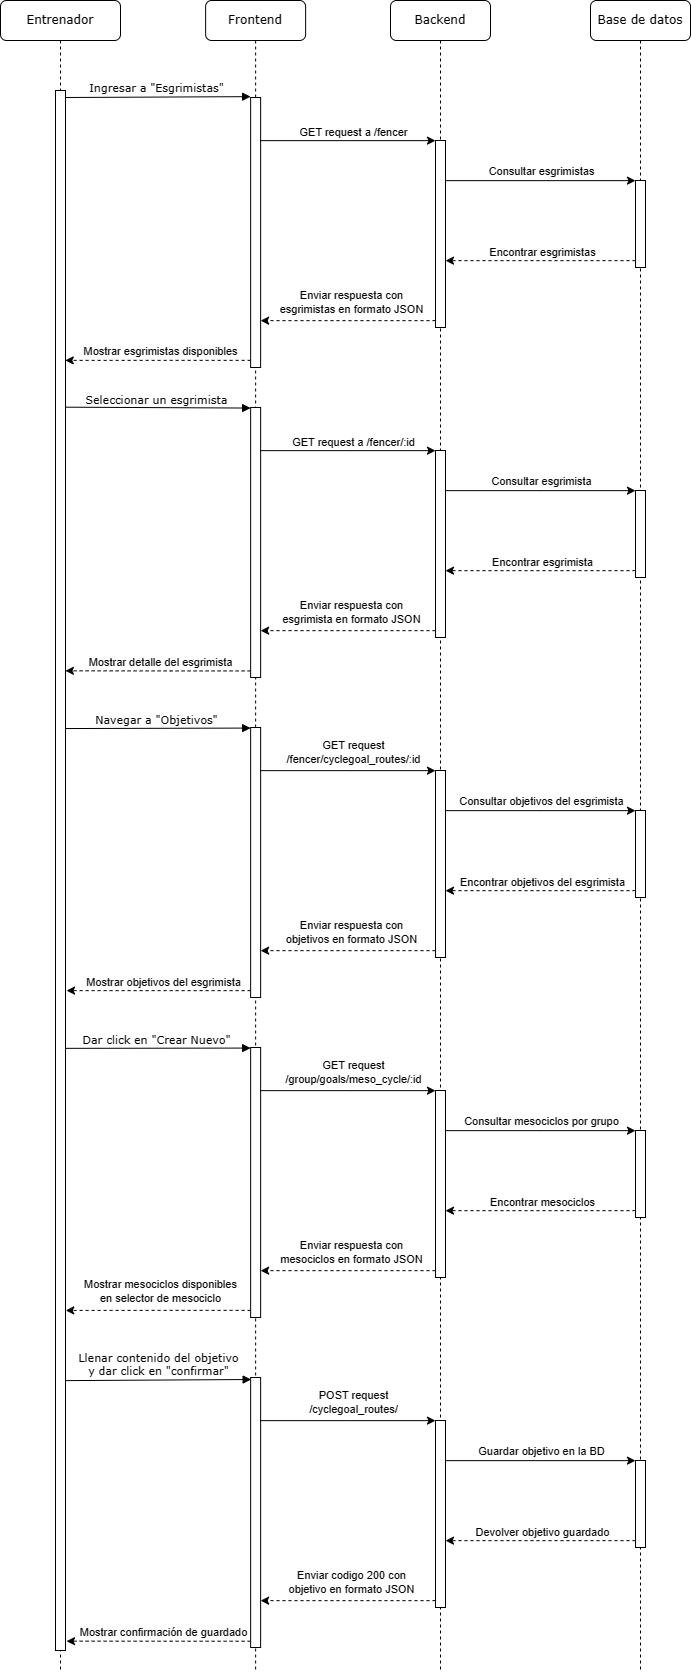 Entrenador
Frontend
Backend
Base de datos
Ingresar a "Esgrimistas"
GET request a /fencer
Consultar esgrimistas
Encontrar esgrimistas
Enviar respuesta con
esgrimistas en formato JSON
Mostrar esgrimistas disponibles
Seleccionar un esgrimista
GET request a /fencer/:id
Consultar esgrimista
Encontrar esgrimista
Enviar respuesta con
esgrimista en formato JSON
Mostrar detalle del esgrimista
Navegar a "Objetivos"
GET request
/fencer/cyclegoal_routes/:id
Consultar objetivos del esgrimista
Encontrar objetivos del esgrimista
Enviar respuesta con
objetivos en formato JSON
Mostrar objetivos del esgrimista
Dar click en "Crear Nuevo"
GET request
/group/goals/meso_cycle/:id
Consultar mesociclos por grupo
Encontrar mesociclos
Enviar respuesta con
mesociclos en formato JSON
Mostrar mesociclos disponibles
en selector de mesociclo
Llenar contenido del objetivo
y dar click en "confirmar"
POST request
/cyclegoal_routes/
Guardar objetivo en la BD
Devolver objetivo guardado
Enviar codigo 200 con
objetivo en formato JSON
Mostrar confirmación de guardado